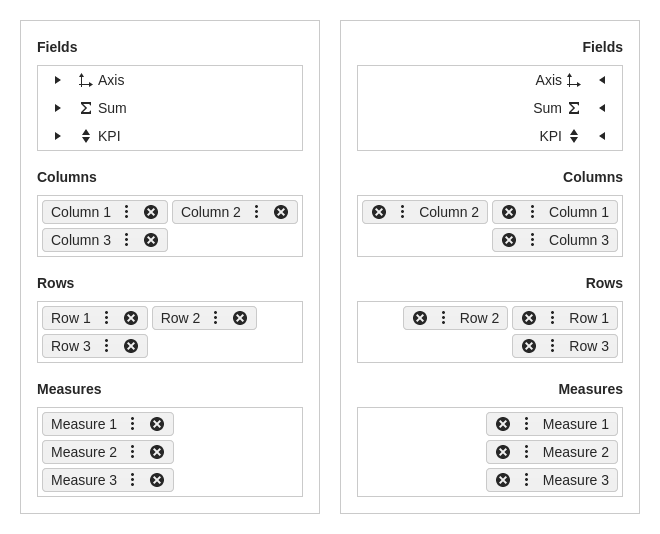 Fields
Axis
Sum
KPI
Columns
Column 1 Column 2
Column 3
Rows
Row 1 Row 2
Row 3
Measures
Measure 1
Measure 2
Measure 3
Fields
Axis
Sum
KPI
Columns
Column 2 Column 1
Column 3
Rows
Row 2 Row 1
Row 3
Measures
Measure 1
Measure 2
Measure 3